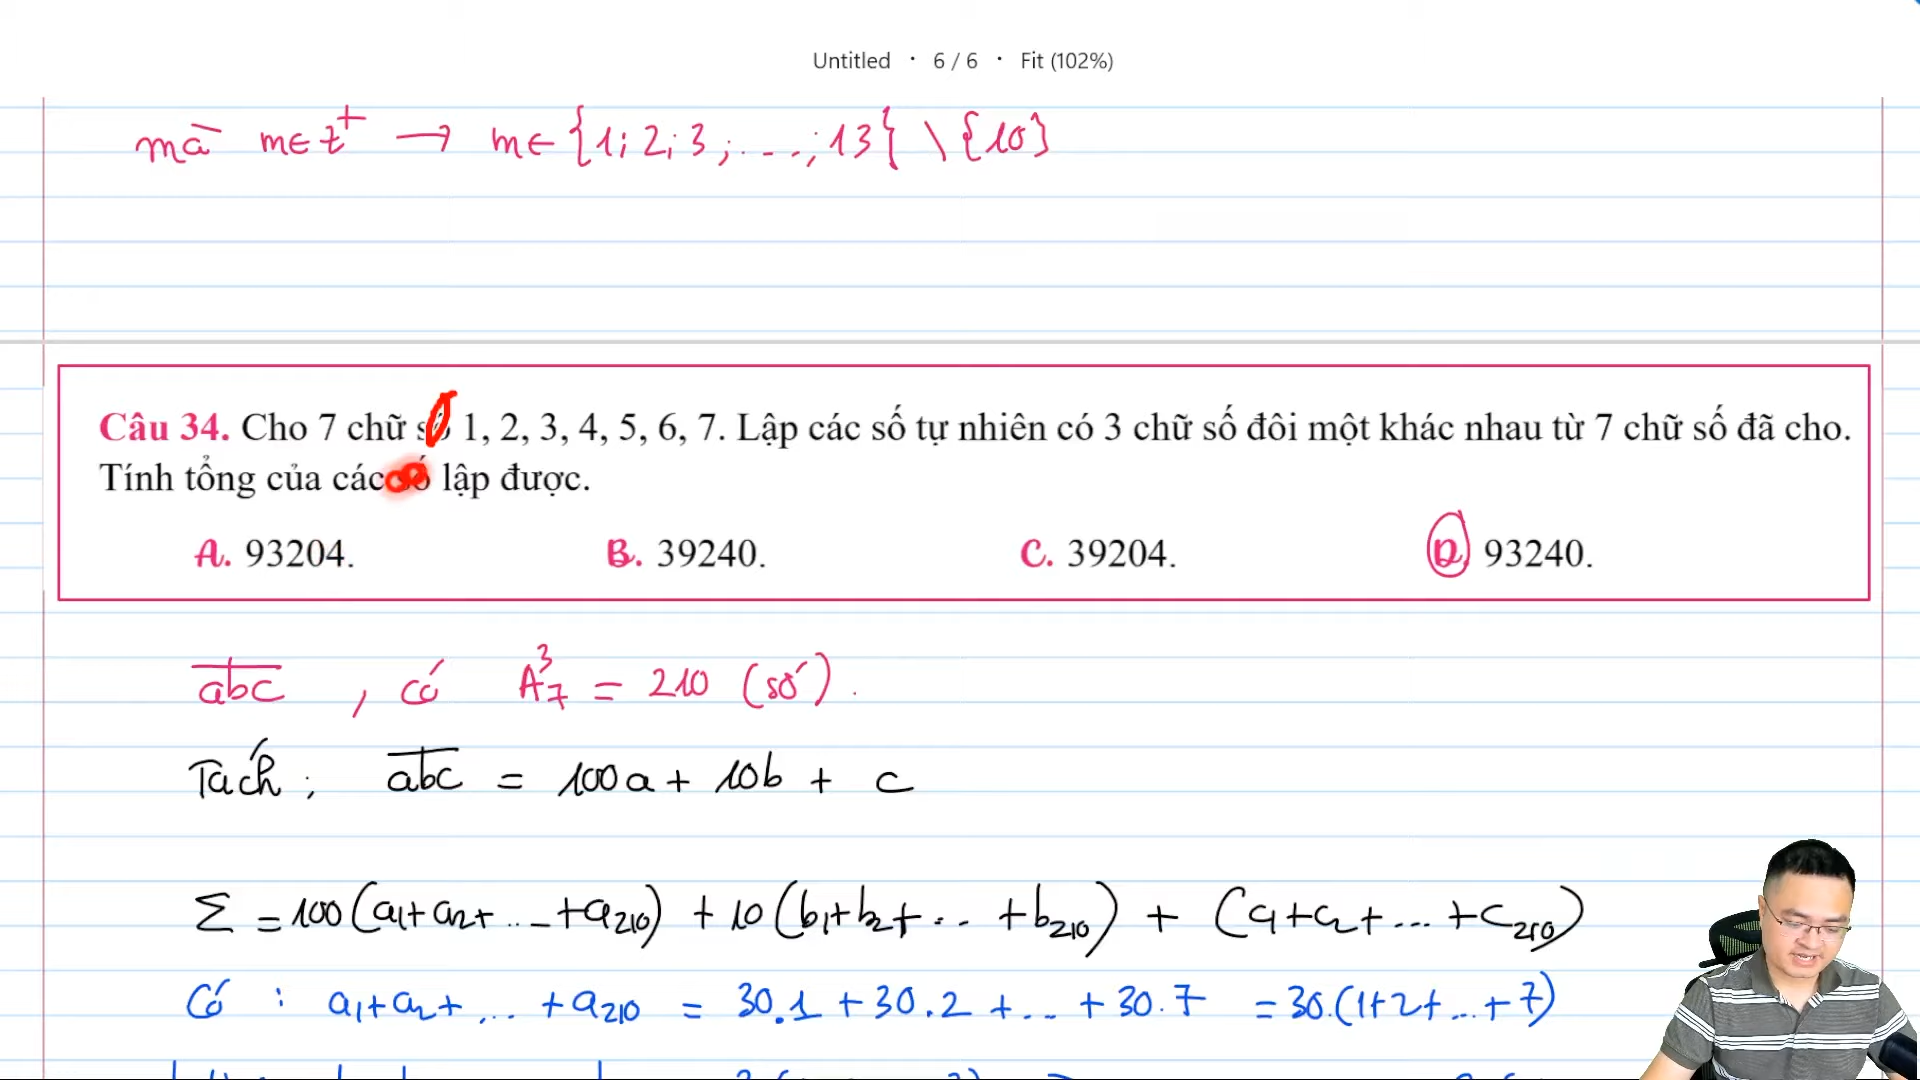 Untitled · 6 / 6 · Fit (102%)
mà m∈Z⁺ → m∈{1;2;3;...;13} \ {10}
Câu 34. Cho 7 chữ số 1, 2, 3, 4, 5, 6, 7. Lập các số tự nhiên có 3 chữ số đôi một khác nhau từ 7 chữ số đã cho.
Tính tổng của các số lập được.
A. 93204. B. 39240. C. 39204. D. 93240.
abc , có A³₇ = 210 (số).
Tách: abc = 100a + 10b + c
Σ = 100(a₁+a₂+...+a₂₁₀) + 10(b₁+b₂+...+b₂₁₀) + (c₁+c₂+...+c₂₁₀)
Có : a₁+a₂+...+a₂₁₀ = 30.1+30.2+...+30.7 = 30.(1+2+...+7)